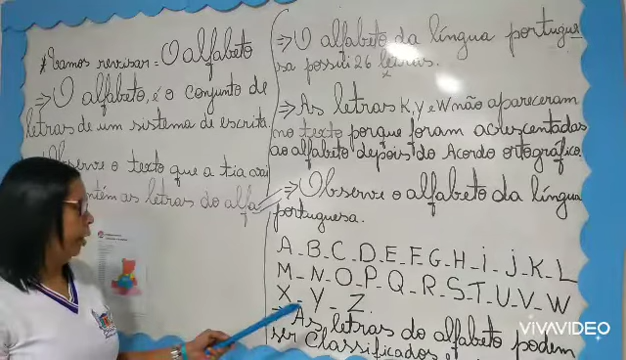 * Vamos revisar: O alfabeto
⇒ O alfabeto, é o conjunto de
letras de um sistema de escrita.
Observe o texto que a tia
contém as letras do alfa
⇒ O alfabeto da língua portugue
sa possui 26 letras.
⇒ As letras K, Y e W não apareceram
no texto porque foram acrescentadas
ao alfabeto depois do Acordo ortográfico.
⇒ Observe o alfabeto da língua
portuguesa.
A - B - C - D - E - F - G - H - i - j - K - L
M - N - O - P - Q - R - S - T - U - V - W
X - Y - Z.
As letras do alfabeto podem
ser classificados
VIVAVIDEO